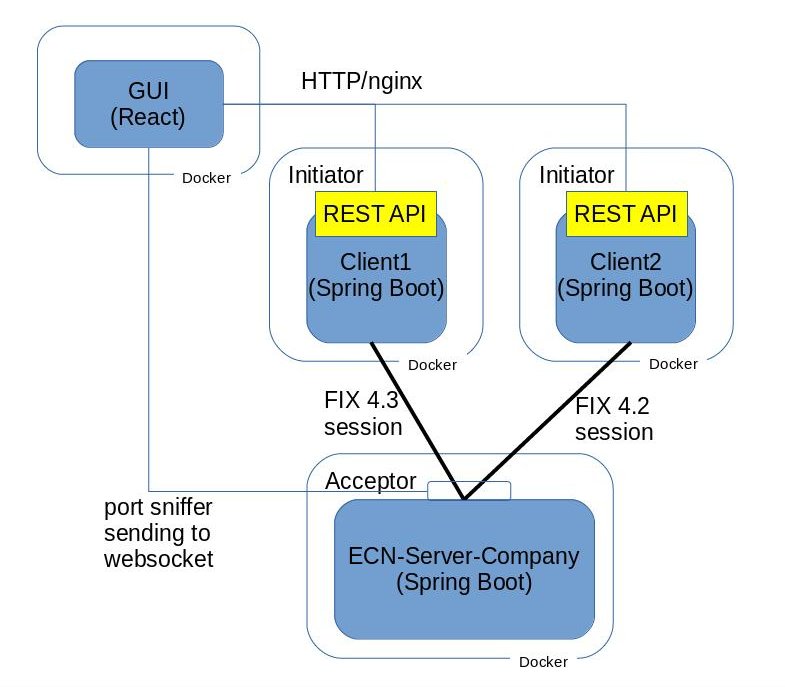 GUI
(React)
Docker
HTTP/nginx
Initiator
REST API
Client1
(Spring Boot)
Docker
Initiator
REST API
Client2
(Spring Boot)
Docker
FIX 4.3
session
FIX 4.2
session
port sniffer
sending to
websocket
Acceptor
ECN-Server-Company
(Spring Boot)
Docker